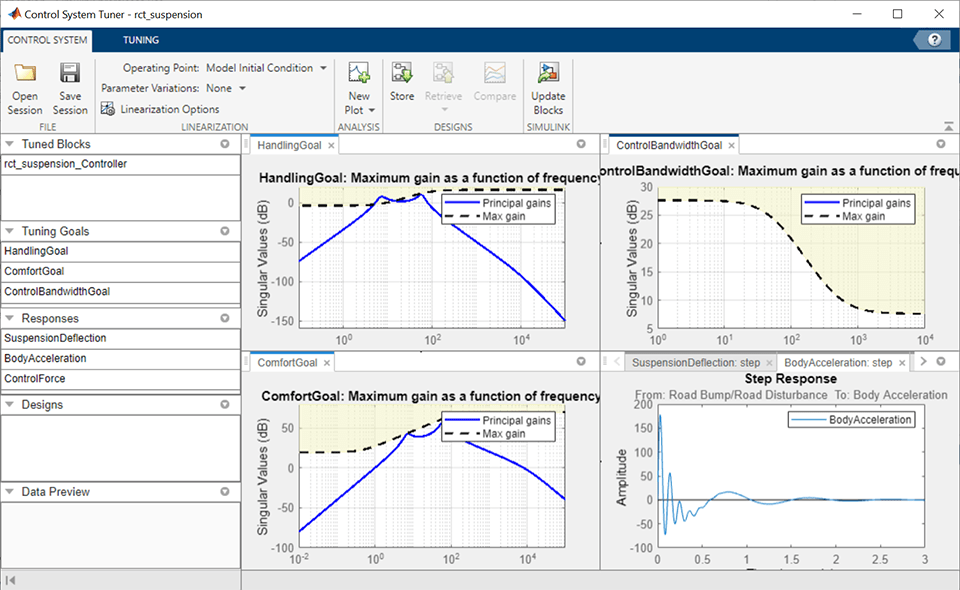 Control System Tuner - rct_suspension
CONTROL SYSTEM
TUNING
?
Open
Session
Save
Session
FILE
Operating Point: Model Initial Condition
Parameter Variations: None
Linearization Options
LINEARIZATION
New
Plot
ANALYSIS
Store
Retrieve
Compare
DESIGNS
Update
Blocks
SIMULINK
Tuned Blocks
rct_suspension_Controller
Tuning Goals
HandlingGoal
ComfortGoal
ControlBandwidthGoal
Responses
SuspensionDeflection
BodyAcceleration
ControlForce
Designs
Data Preview
HandlingGoal
HandlingGoal: Maximum gain as a function of frequency
Singular Values (dB)
0
-50
-100
-150
10^0
10^2
10^4
Principal gains
Max gain
ControlBandwidthGoal
ontrolBandwidthGoal: Maximum gain as a function of freq
Singular Values (dB)
30
25
20
15
10
5
10^0
10^1
10^2
10^3
10^4
Principal gains
Max gain
ComfortGoal
ComfortGoal: Maximum gain as a function of frequency
Singular Values (dB)
50
0
-50
-100
10^-2
10^0
10^2
10^4
Principal gains
Max gain
SuspensionDeflection: step
BodyAcceleration: step
Step Response
From: Road Bump/Road Disturbance To: Body Acceleration
Amplitude
200
150
100
50
0
-50
-100
0
0.5
1
1.5
2
2.5
3
BodyAcceleration